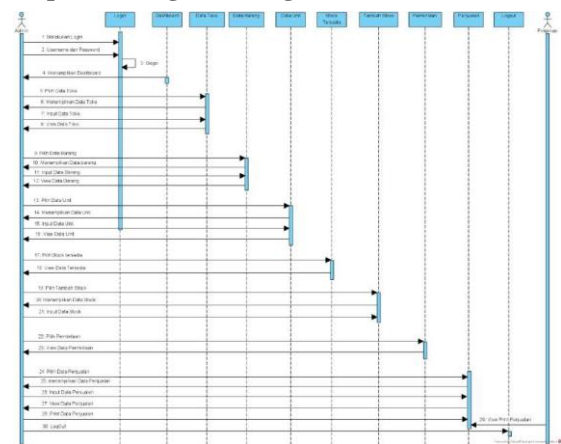 Login
Dashboard
Data Toko
Data Barang
Data Unit
Stock
Tersedia
Tambah Stock
Permintaan
Penjualan
Logout
Admin
Pimpinan
1: Melakukan Login
2: Username dan Password
3: Login
4: Menampilkan Dashboard
5: Pilih Data Toko
6: Menampilkan Data Toko
7: Input Data Toko
8: View Data Toko
9: Pilih Data Barang
10: Menampilkan Data barang
11: Input Data Barang
12: View Data Barang
13: Pilih Data Unit
14: Menampilkan Data Unit
15: Input Data Unit
16: View Data Unit
17: Pilih Stock tersedia
18: View Data Tersedia
19: Pilih Tambah Stock
20: Menampilkan Data Stock
21: Input Data Stock
22: Pilih Permintaan
23: View Data Permintaan
24: Pilih Data Penjualan
25: menampilkan Data Penjualan
26: Input Data Penjualan
27: View Data Penjualan
28: Print Data Penjualan
29: View Print Penjualan
30: LogOut